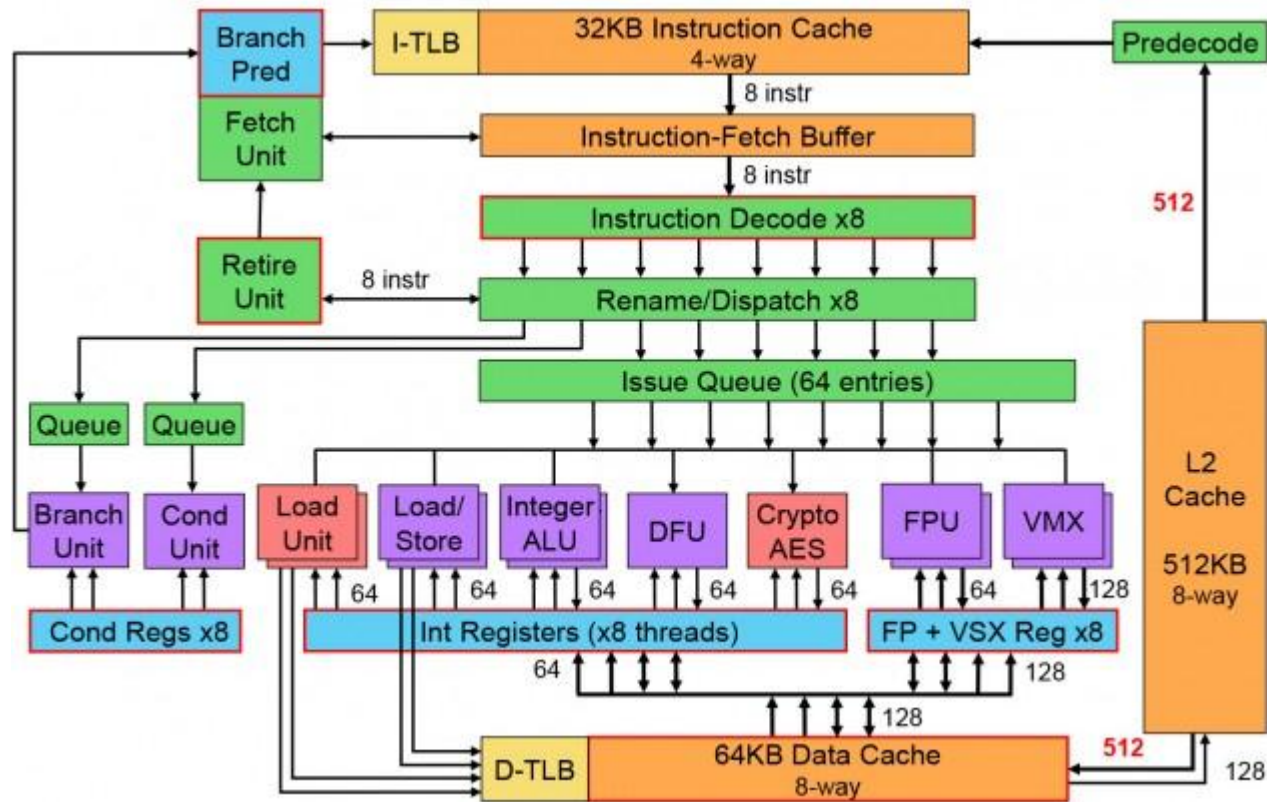 Branch
Pred
I-TLB
32KB Instruction Cache
4-way
Predecode
8 instr
Fetch
Unit
Instruction-Fetch Buffer
8 instr
512
Instruction Decode x8
Retire
Unit
8 instr
Rename/Dispatch x8
Issue Queue (64 entries)
Queue
Queue
L2
Cache
512KB
8-way
Branch
Unit
Cond
Unit
Load
Unit
Load/
Store
Integer
ALU
DFU
Crypto
AES
FPU
VMX
64
64
64
64
64
64
128
Cond Regs x8
Int Registers (x8 threads)
FP + VSX Reg x8
64
128
128
D-TLB
64KB Data Cache
8-way
512
128